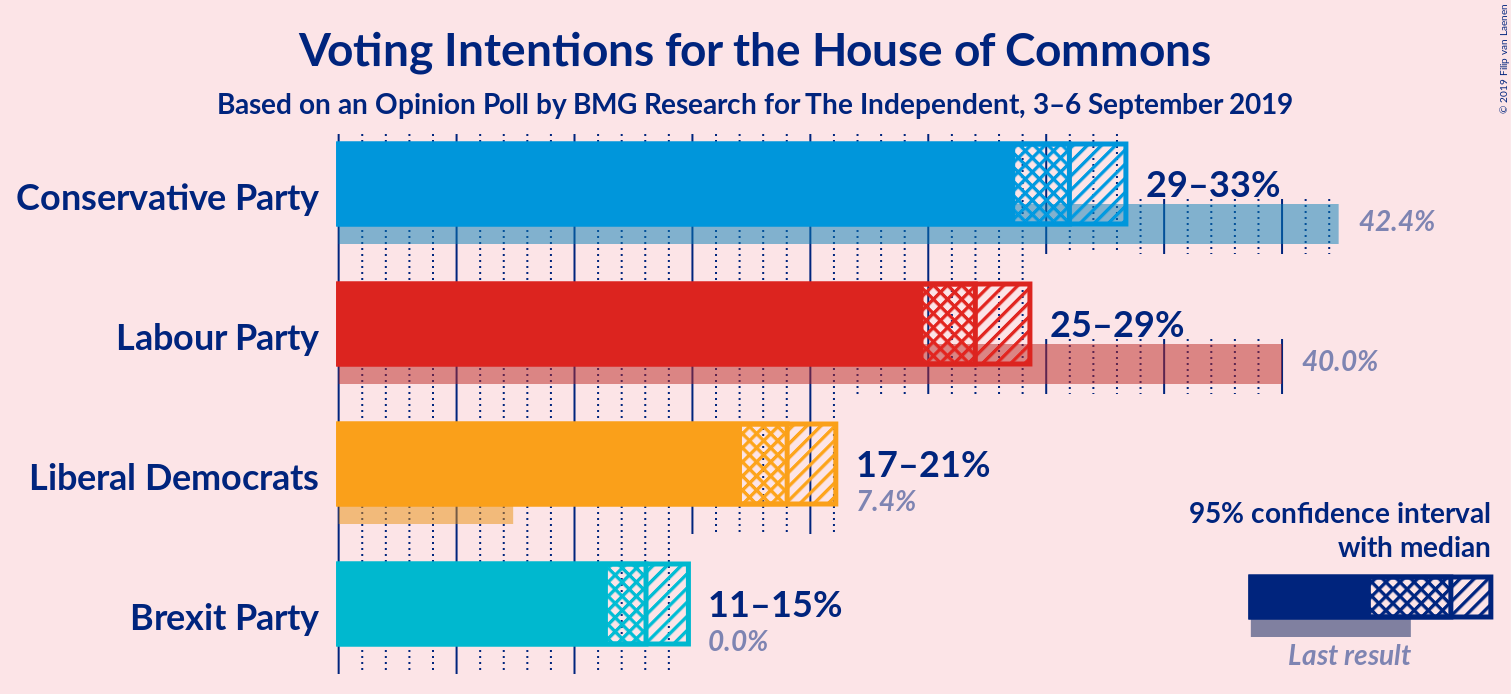 Voting Intentions for the House of Commons
Based on an Opinion Poll by BMG Research for The Independent, 3–6 September 2019
© 2019 Filip van Laenen
Conservative Party
29–33%
42.4%
Labour Party
25–29%
40.0%
Liberal Democrats
17–21%
7.4%
Brexit Party
11–15%
0.0%
95% confidence interval
with median
Last result